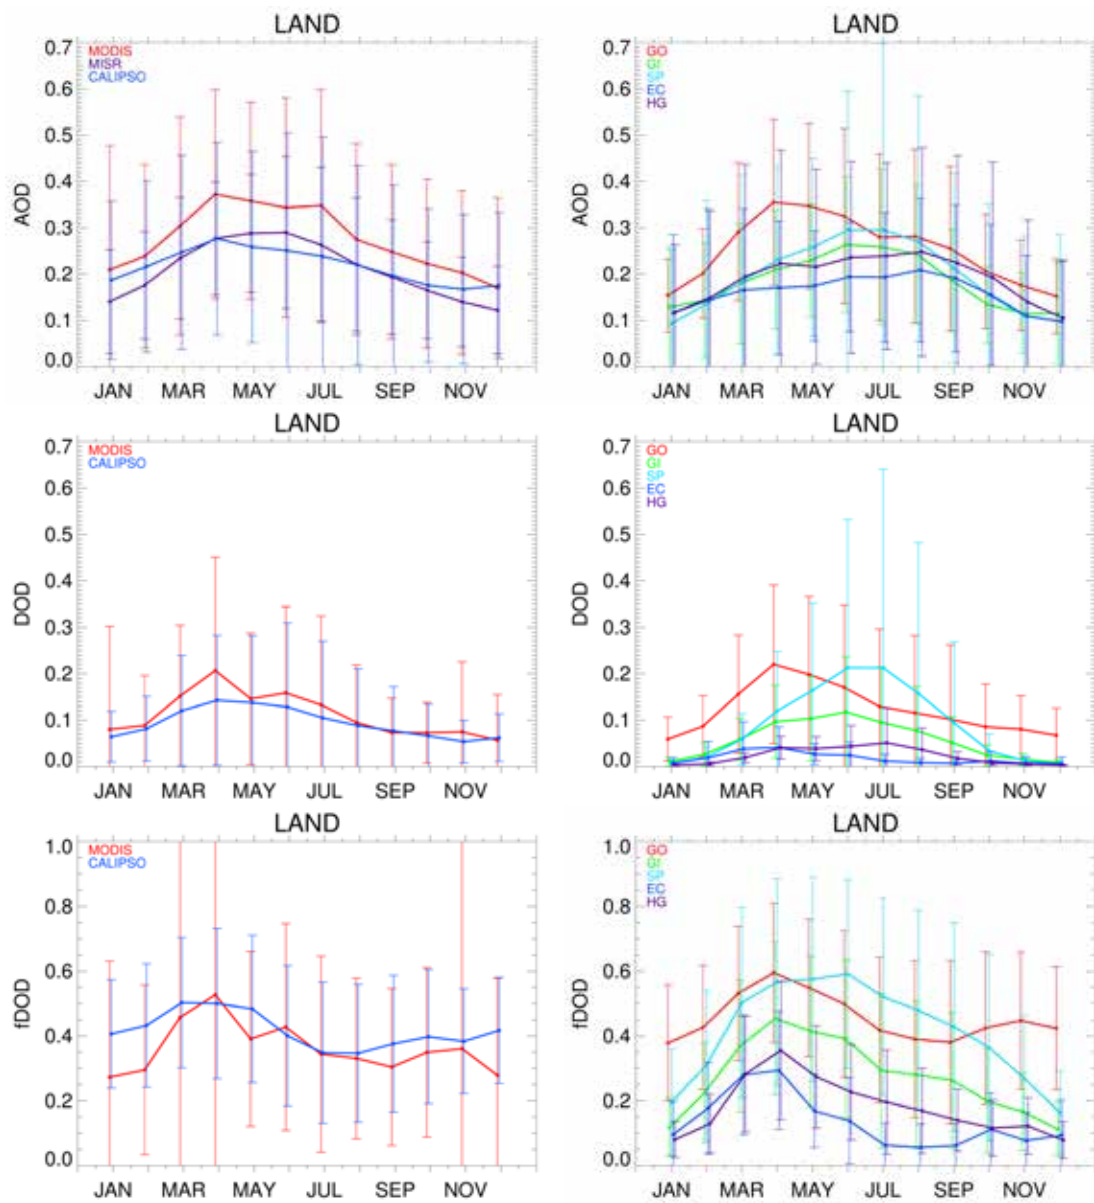 LAND
MODIS
MISR
CALIPSO
AOD
0.7
0.6
0.5
0.4
0.3
0.2
0.1
0.0
JAN MAR MAY JUL SEP NOV
LAND
GO
GI
SP
EC
HG
AOD
0.7
0.6
0.5
0.4
0.3
0.2
0.1
0.0
JAN MAR MAY JUL SEP NOV
LAND
MODIS
CALIPSO
DOD
0.7
0.6
0.5
0.4
0.3
0.2
0.1
0.0
JAN MAR MAY JUL SEP NOV
LAND
GO
GI
SP
EC
HG
DOD
0.7
0.6
0.5
0.4
0.3
0.2
0.1
0.0
JAN MAR MAY JUL SEP NOV
LAND
MODIS
CALIPSO
fDOD
1.0
0.8
0.6
0.4
0.2
0.0
JAN MAR MAY JUL SEP NOV
LAND
GO
GI
SP
EC
HG
fDOD
1.0
0.8
0.6
0.4
0.2
0.0
JAN MAR MAY JUL SEP NOV